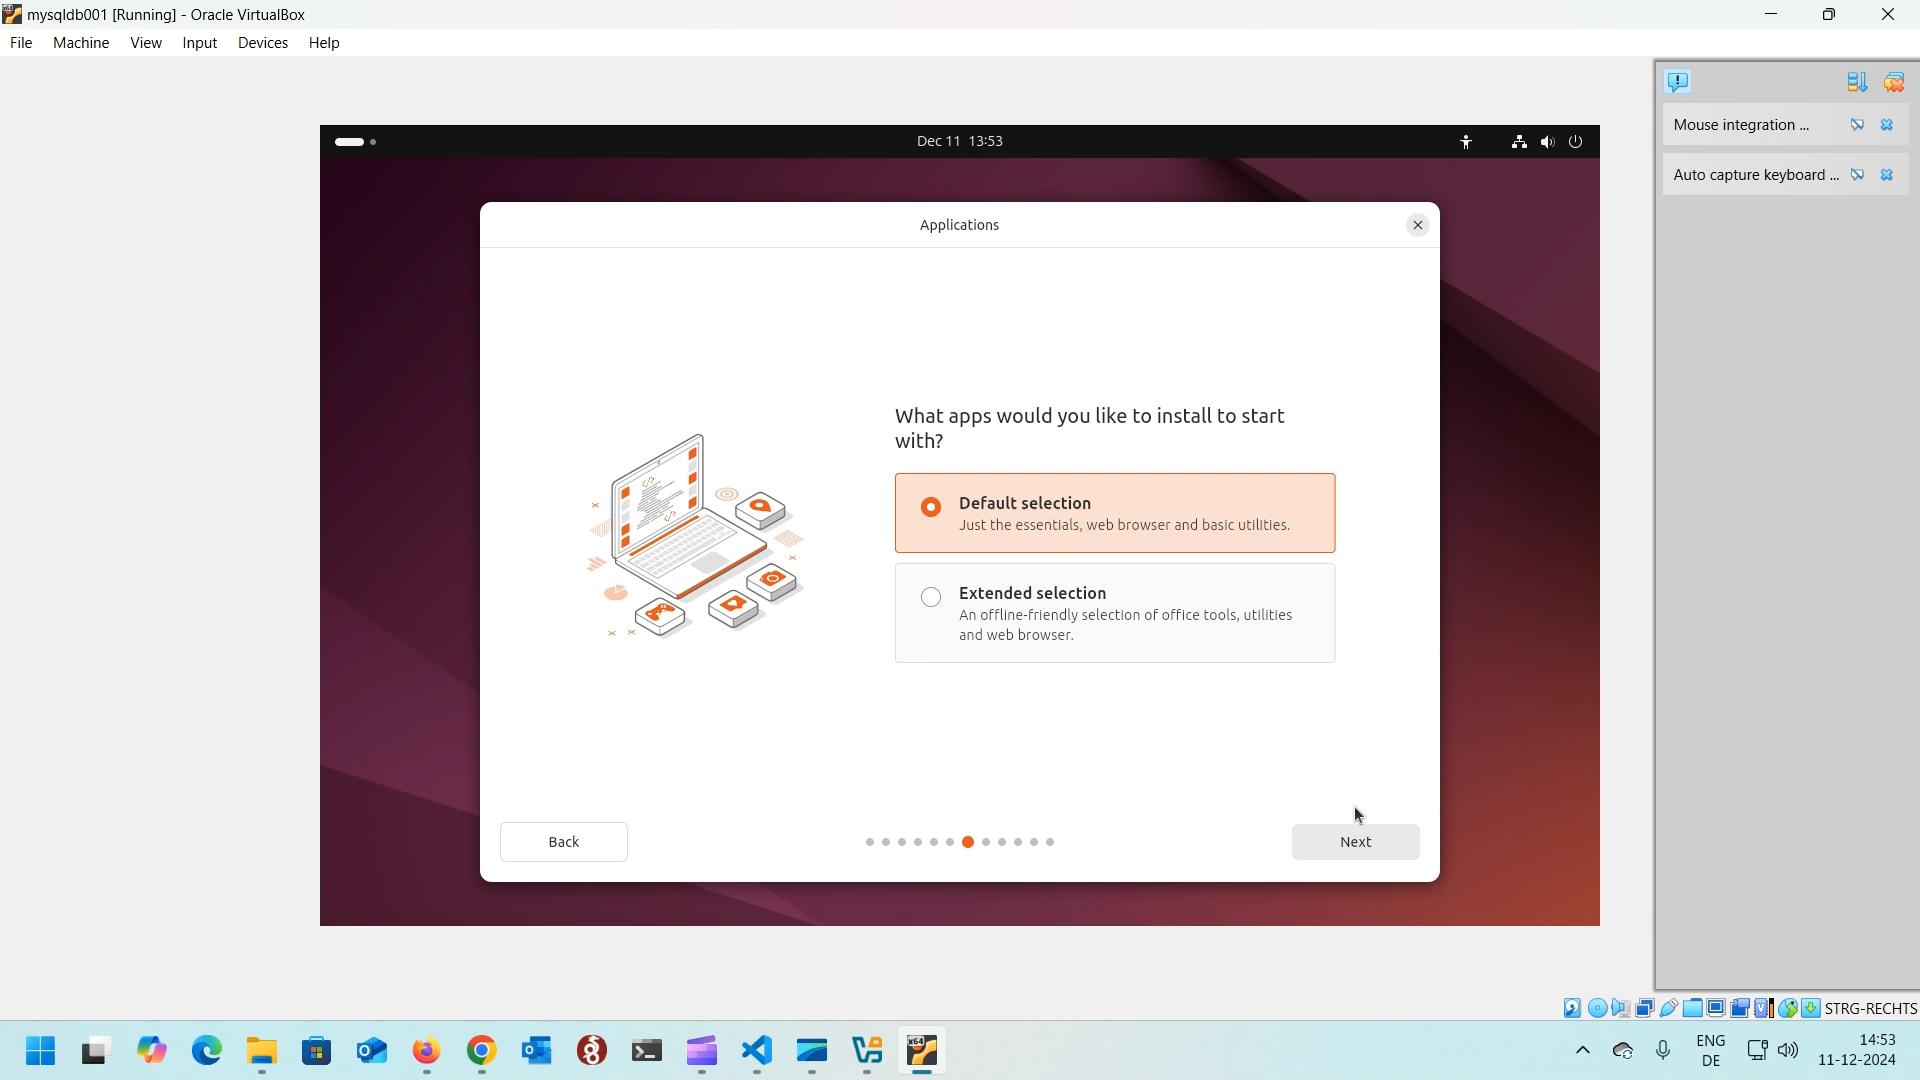 mysqldb001 [Running] - Oracle VirtualBox
File Machine View Input Devices Help
Mouse integration ...
Auto capture keyboard ...
Dec 11 13:53
Applications
What apps would you like to install to start
with?
Default selection
Just the essentials, web browser and basic utilities.
Extended selection
An offline-friendly selection of office tools, utilities
and web browser.
Back
Next
STRG-RECHTS
ENG
DE
14:53
11-12-2024